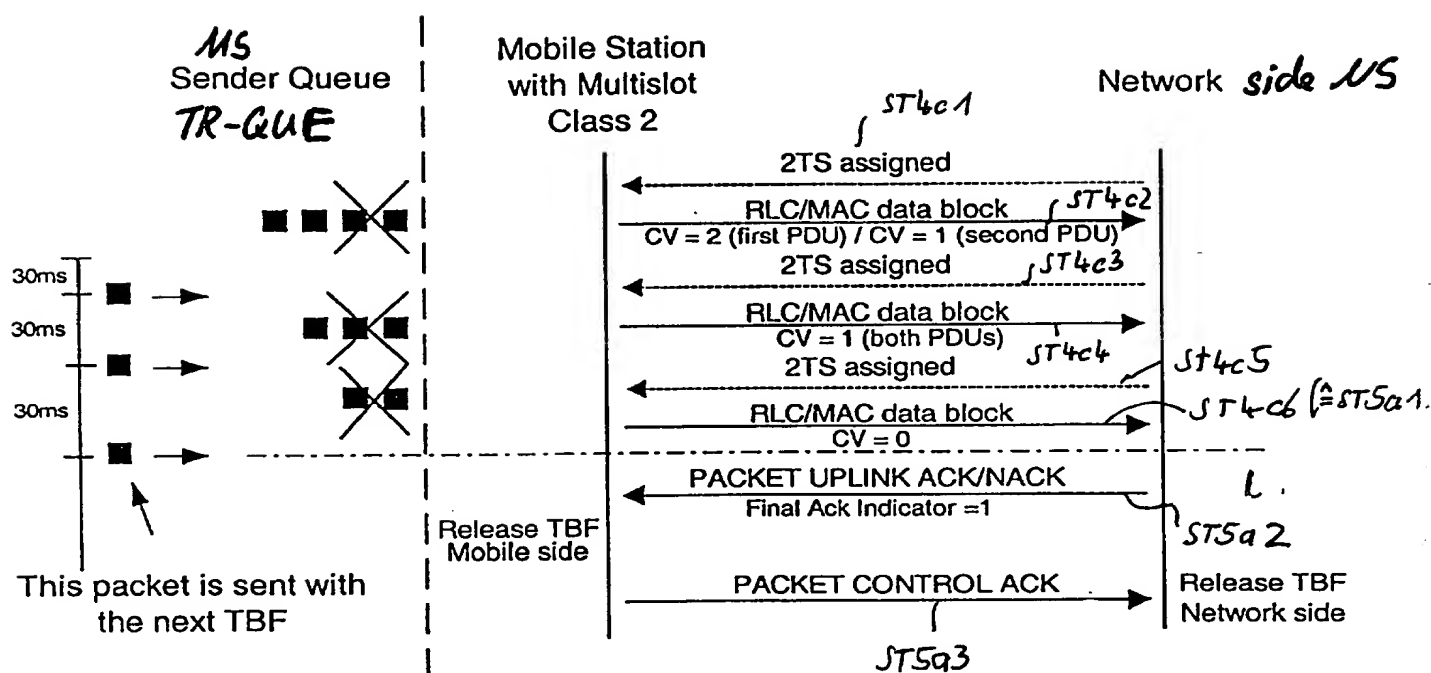 MS
Sender Queue
TR-QUE
Mobile Station
with Multislot
Class 2
Network side NS
ST4c1
2TS assigned
RLC/MAC data block
ST4c2
CV = 2 (first PDU) / CV = 1 (second PDU)
2TS assigned
ST4c3
30ms
RLC/MAC data block
30ms
CV = 1 (both PDUs)
ST4c4
2TS assigned
St4c5
30ms
RLC/MAC data block
ST4c6 (≙ST5a1.
CV = 0
PACKET UPLINK ACK/NACK
Final Ack Indicator =1
ST5a2
Release TBF
Mobile side
This packet is sent with
the next TBF
PACKET CONTROL ACK
Release TBF
Network side
ST5a3